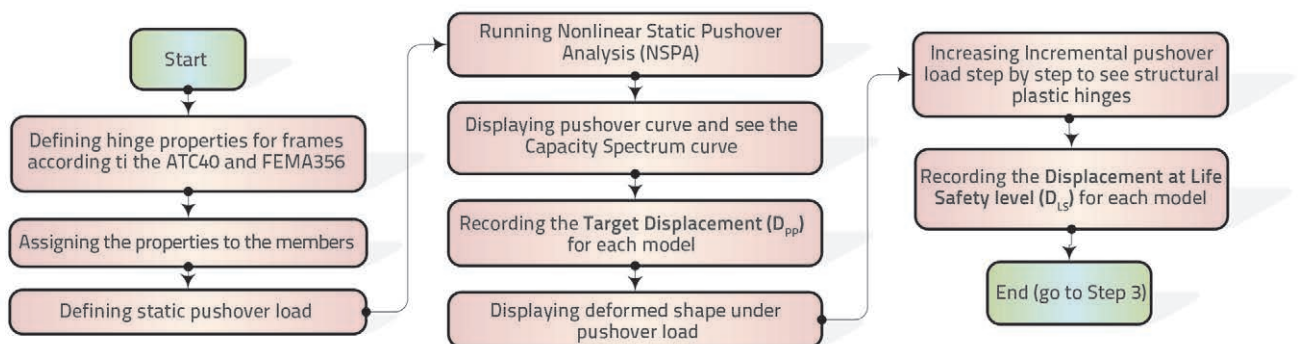 Start
Defining hinge properties for frames
according ti the ATC40 and FEMA356
Assigning the properties to the members
Defining static pushover load
Running Nonlinear Static Pushover
Analysis (NSPA)
Displaying pushover curve and see the
Capacity Spectrum curve
Recording the Target Displacement (DPP)
for each model
Displaying deformed shape under
pushover load
Increasing Incremental pushover
load step by step to see structural
plastic hinges
Recording the Displacement at Life
Safety level (DLS) for each model
End (go to Step 3)